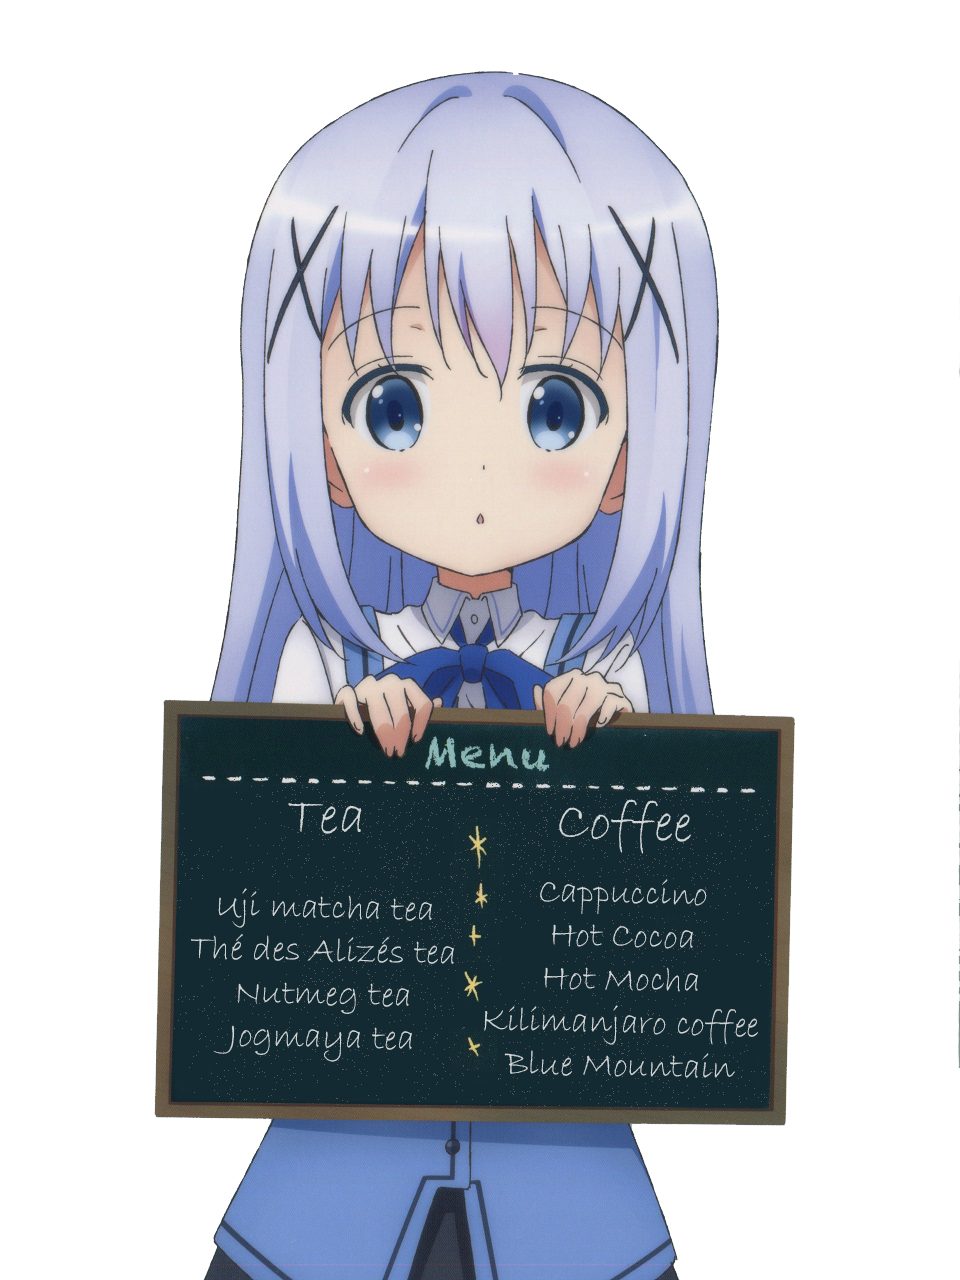 Menu
Tea
Uji matcha tea
Thé des Alizés tea
Nutmeg tea
Jogmaya tea
Coffee
Cappuccino
Hot Cocoa
Hot Mocha
Kilimanjaro coffee
Blue Mountain